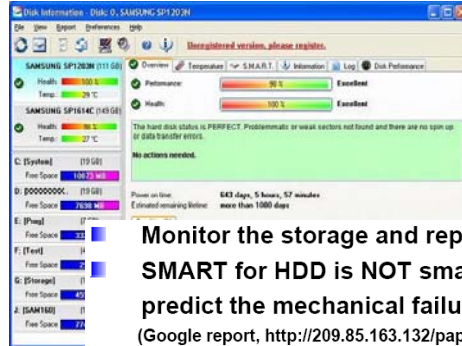 Disk Information - Disk: 0, SAMSUNG SP1203N
File View Report Preferences Help
Unregistered version, please register.
SAMSUNG SP1203N (111 GB)
Health: 100 %
Temp.: 29 °C
SAMSUNG SP1614C (149 GB)
Health:
Temp.: 27 °C
C: [System] (19 GB)
Free Space 10673 MB
D: (19 GB)
Free Space 7698 MB
E: [Prog]
Free Space
F: [Test]
Free Space
G: [Storage]
Free Space
J: [SAM160]
Free Space
Overview Temperature S.M.A.R.T. Information Log Disk Performance
Performance: Excellent
Health: 100 % Excellent
The hard disk status is PERFECT. Problemmatic or weak sectors not found and there are no spin up
or data transfer errors.
No actions needed.
Power on time: 643 days, 5 hours, 57 minutes
Estimated remaining lifetime: more than 1000 days
Monitor the storage and rep
SMART for HDD is NOT sma
predict the mechanical failu
(Google report, http://209.85.163.132/pap